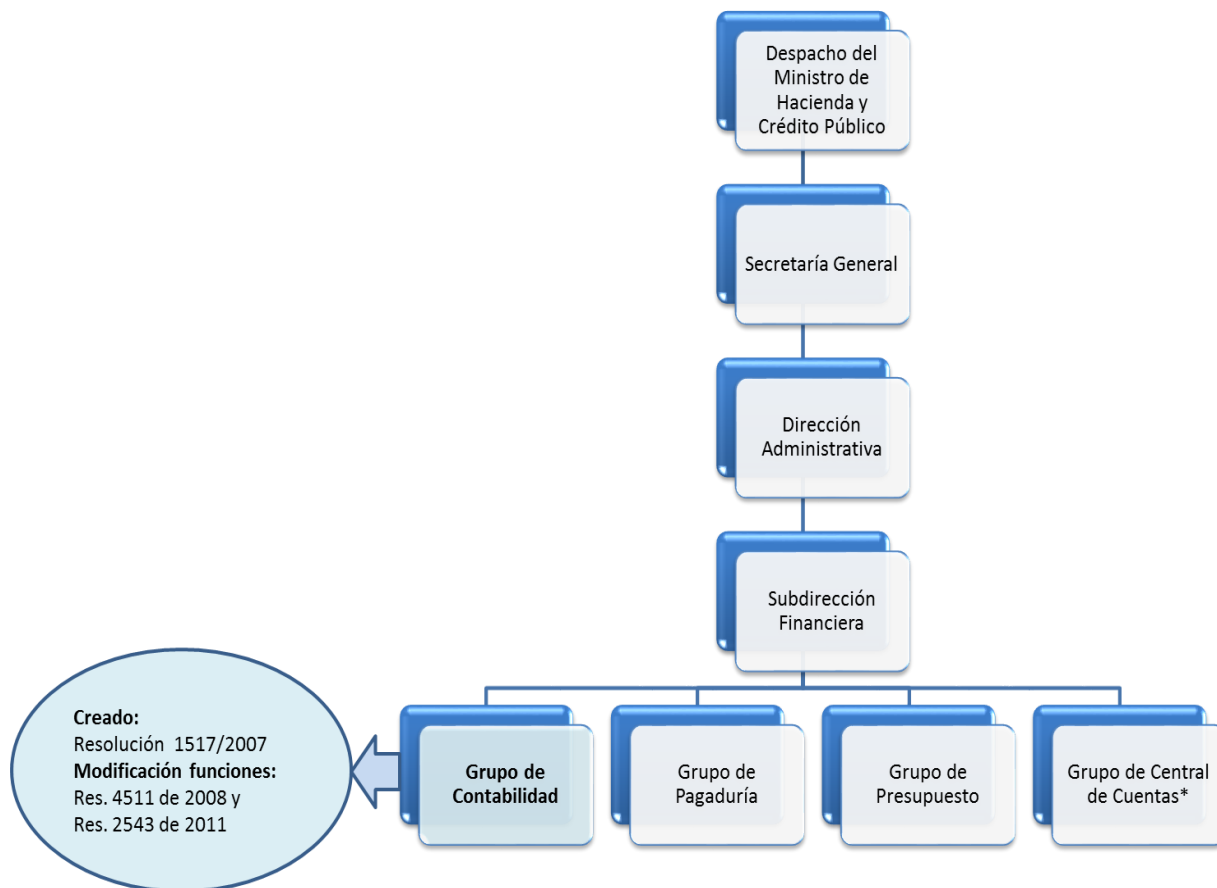 Despacho del
Ministro de
Hacienda y
Crédito Público
Secretaría General
Dirección
Administrativa
Subdirección
Financiera
Creado:
Resolución 1517/2007
Modificación funciones:
Res. 4511 de 2008 y
Res. 2543 de 2011
Grupo de
Contabilidad
Grupo de
Pagaduría
Grupo de
Presupuesto
Grupo de Central
de Cuentas*